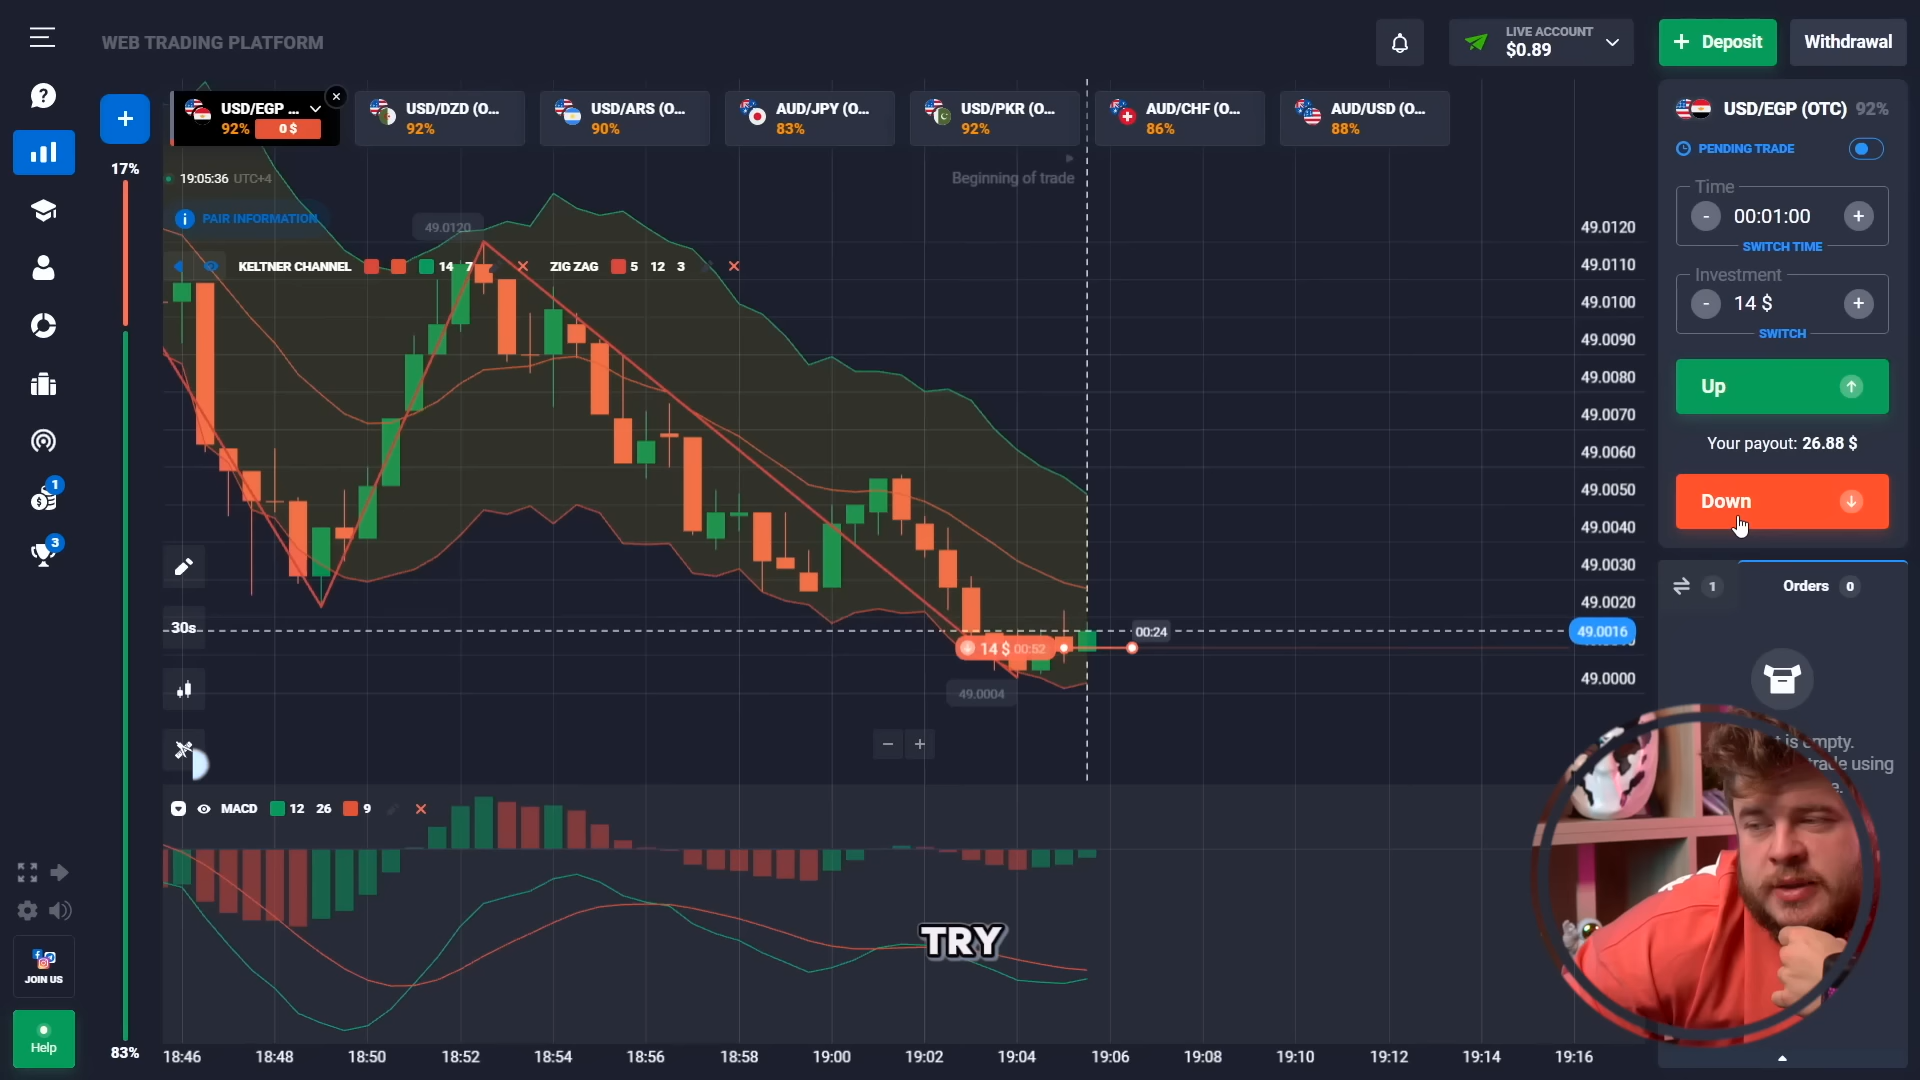 WEB TRADING PLATFORM
LIVE ACCOUNT
$0.89
+ Deposit
Withdrawal
USD/EGP ...
92% 0 $
USD/DZD (O...
92%
USD/ARS (O...
90%
AUD/JPY (O...
83%
USD/PKR (O...
92%
AUD/CHF (O...
86%
AUD/USD (O...
88%
17%
19:05:36 UTC+4
Beginning of trade
PAIR INFORMATION
49.0120
KELTNER CHANNEL 14 7
ZIG ZAG 5 12 3
49.0120
49.0110
49.0100
49.0090
49.0080
49.0070
49.0060
49.0050
49.0040
49.0030
49.0020
49.0016
49.0000
30s
14 $ 00:52
00:24
49.0004
MACD 12 26 9
TRY
18:46
18:48
18:50
18:52
18:54
18:56
18:58
19:00
19:02
19:04
19:06
19:08
19:10
19:12
19:14
19:16
USD/EGP (OTC) 92%
PENDING TRADE
Time
- 00:01:00 +
SWITCH TIME
Investment
- 14 $ +
SWITCH
Up
Your payout: 26.88 $
Down
1
Orders 0
t is empty.
trade using
e.
1
3
JOIN US
Help
83%